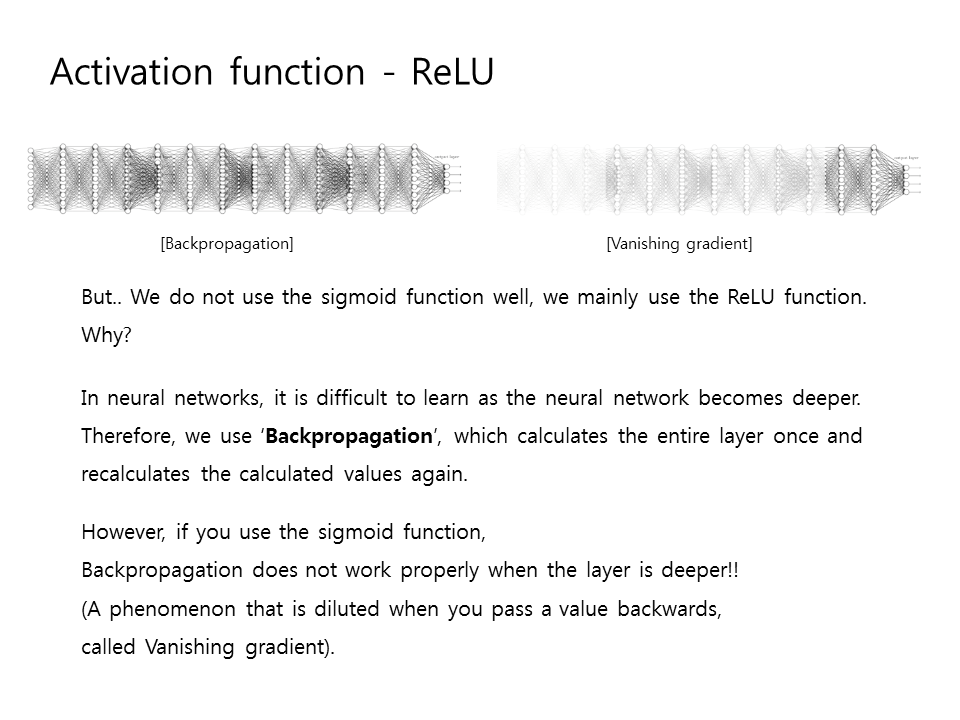 Activation function - ReLU
[Backpropagation]
[Vanishing gradient]
But.. We do not use the sigmoid function well, we mainly use the ReLU function.
Why?
In neural networks, it is difficult to learn as the neural network becomes deeper.
Therefore, we use ‘Backpropagation’, which calculates the entire layer once and
recalculates the calculated values again.
However, if you use the sigmoid function,
Backpropagation does not work properly when the layer is deeper!!
(A phenomenon that is diluted when you pass a value backwards,
called Vanishing gradient).